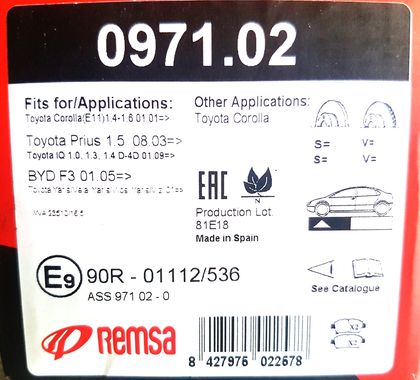 0971.02
Fits for/Applications:
Toyota Corolla(E11)1.4-1.6 01.01=>
Toyota Prius 1.5 08.03=>
Toyota IQ 1.0, 1.3, 1.4 D-4D 01.09=>
BYD F3 01.05=>
Other Applications:
Toyota Corolla
S= V=
S= V=
EAC
N
Production Lot.
81E18
Made in Spain
E9 90R - 01112/536
ASS 971 02 - 0
See Catalogue
REMSA
X2
X2
8 427975 022578